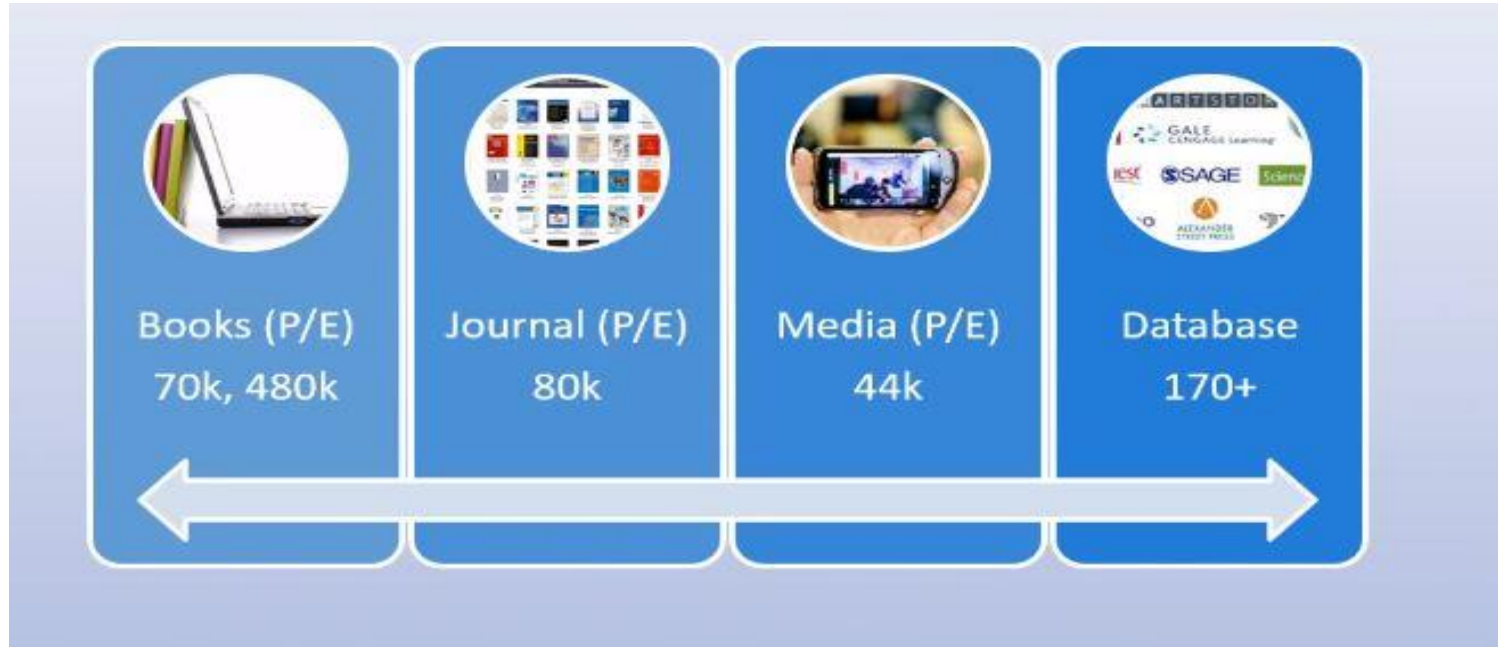 Books (P/E)
70k, 480k
Journal (P/E)
80k
Media (P/E)
44k
Database
170+
ARTSTOR
GALE
CENGAGE Learning
SAGE
ALEXANDER
STREET PRESS